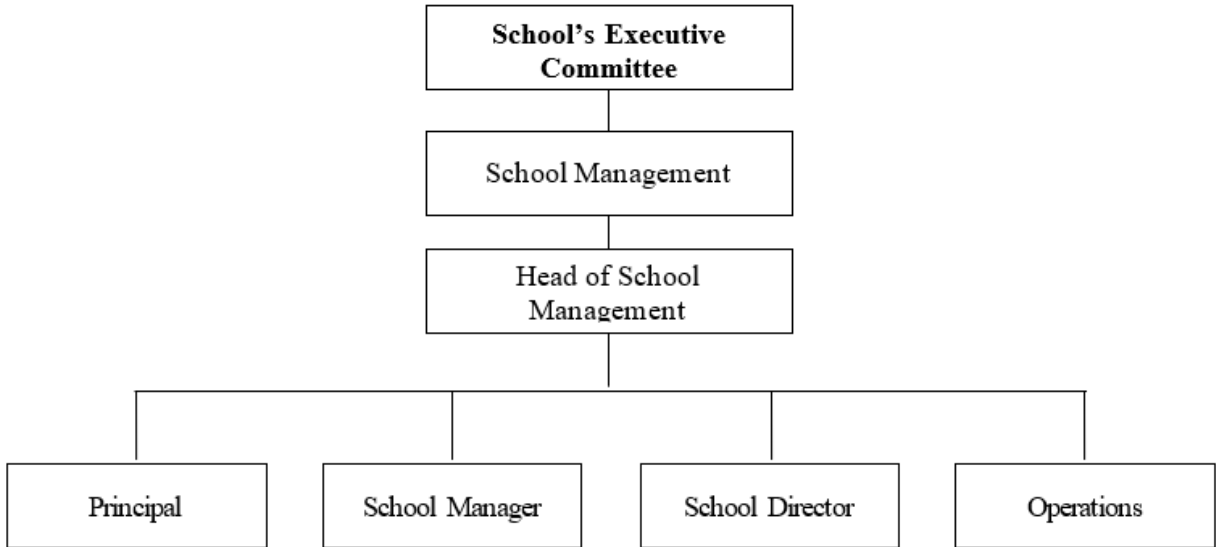 School’s Executive
Committee
School Management
Head of School
Management
Principal
School Manager
School Director
Operations